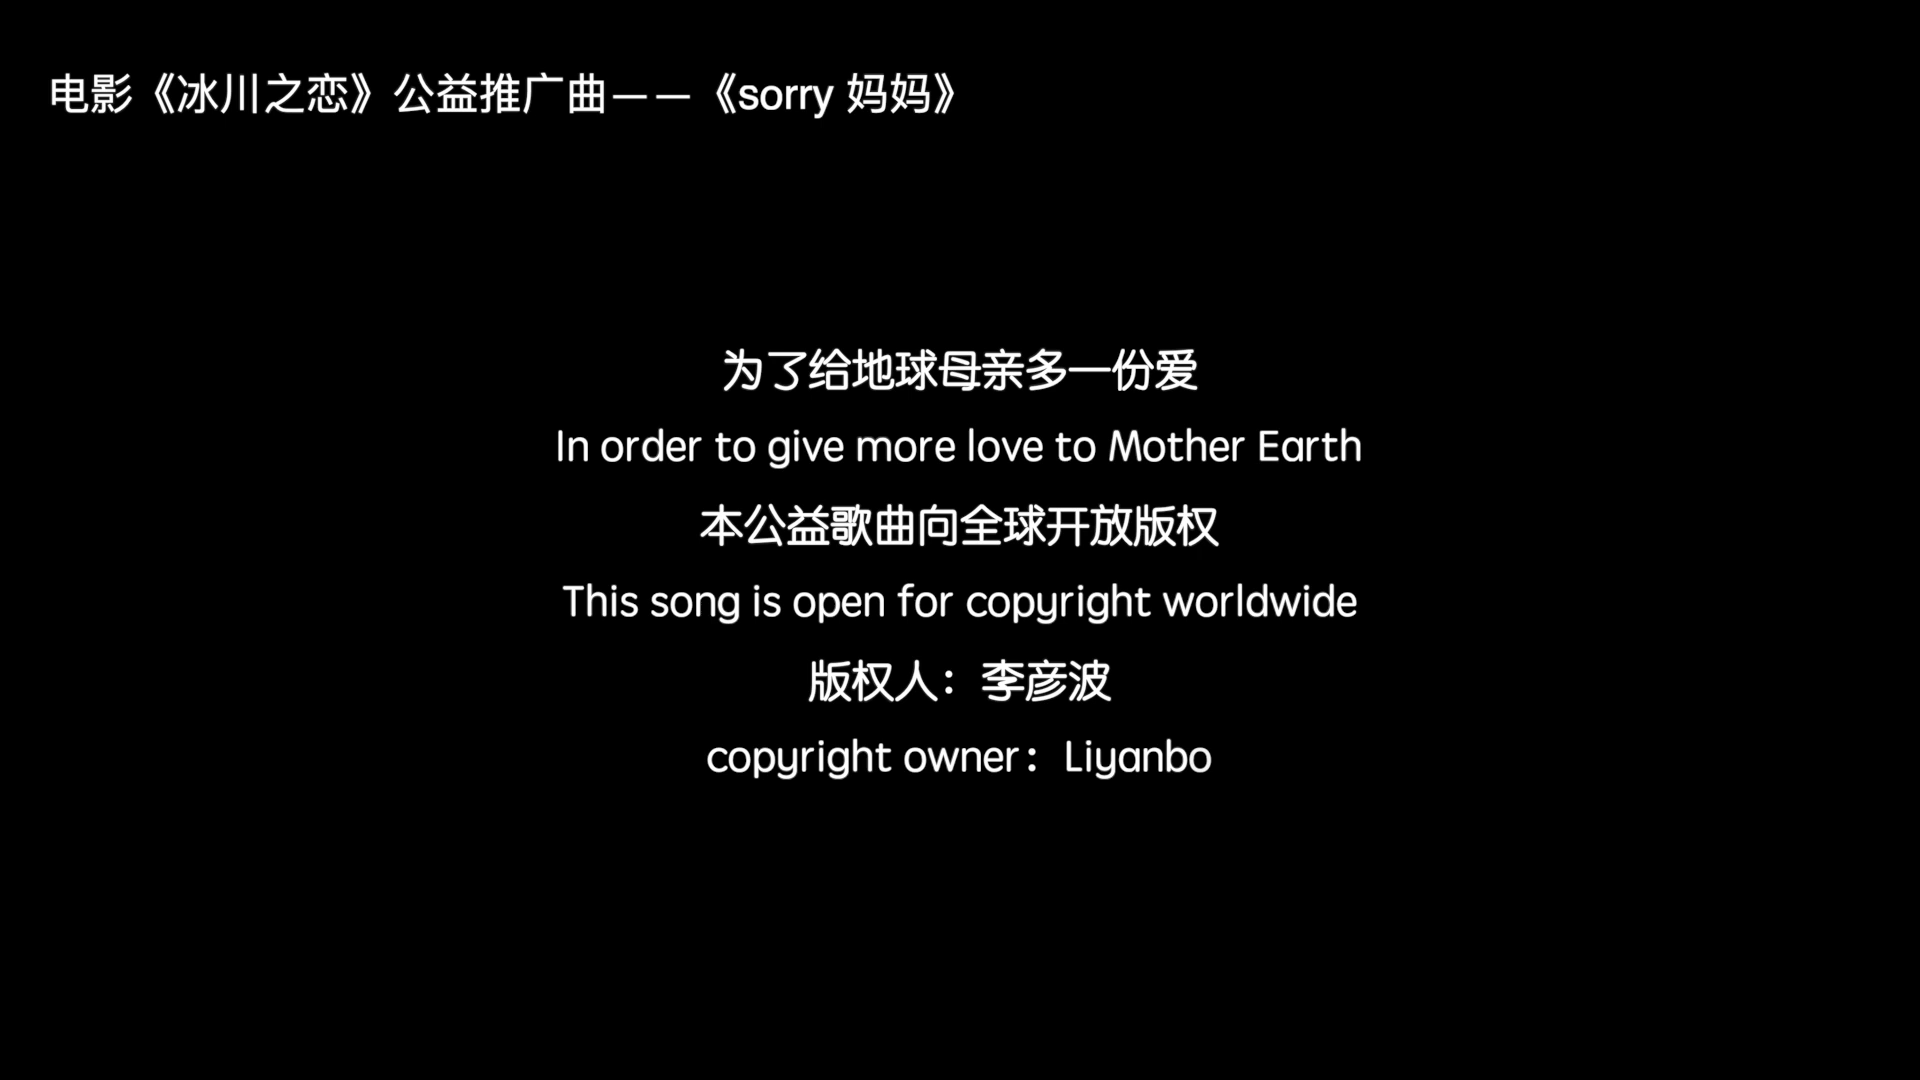 电影《冰川之恋》公益推广曲——《sorry 妈妈》
为了给地球母亲多一份爱
In order to give more love to Mother Earth
本公益歌曲向全球开放版权
This song is open for copyright worldwide
版权人：李彦波
copyright owner：Liyanbo